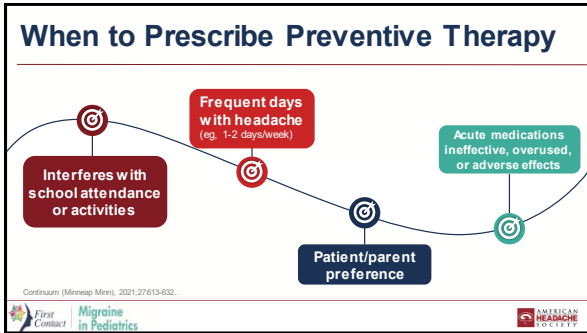 When to Prescribe Preventive Therapy
Interferes with
school attendance
or activities
Frequent days
with headache
(eg, 1-2 days/week)
Patient/parent
preference
Acute medications
ineffective, overused,
or adverse effects
Continuum (Minneap Minn), 2021;27:613-632..
First
Contact
Migraine
in Pediatrics
AMERICAN
HEADACHE
SOCIETY